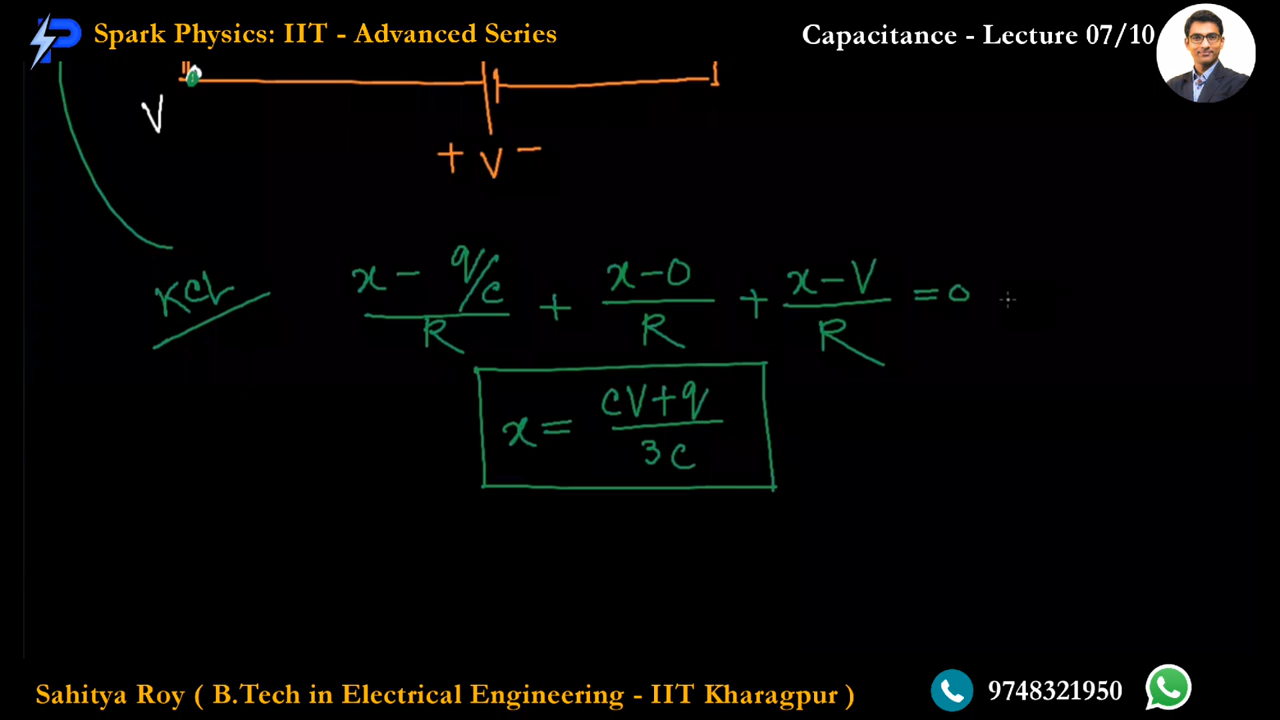 Spark Physics: IIT - Advanced Series
Capacitance - Lecture 07/10
V
+ V -
KCL (x - q/c)/R + (x - 0)/R + (x - V)/R = 0
x = (cV + q)/3c
Sahitya Roy ( B.Tech in Electrical Engineering - IIT Kharagpur )
9748321950